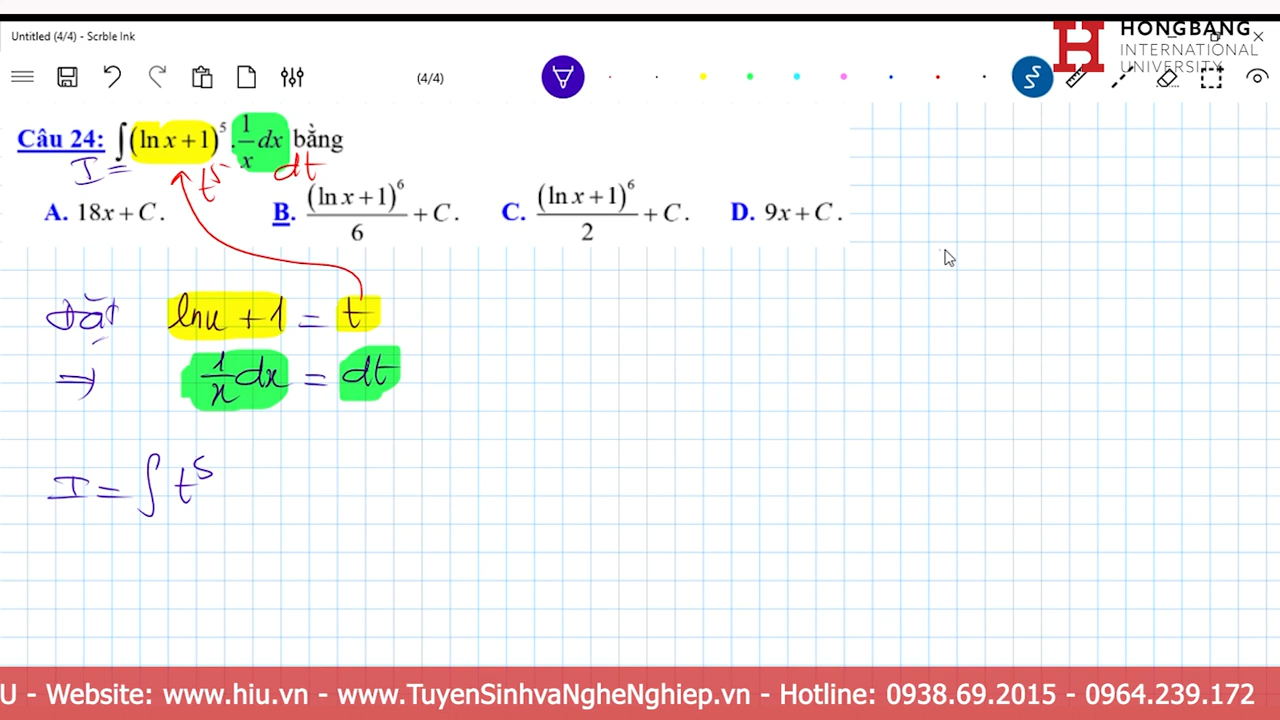 Untitled (4/4) - Scrble Ink
HONGBANG
INTERNATIONAL
UNIVERSITY
(4/4)
Câu 24: ∫(ln x + 1)⁵ . 1/x dx bằng
I = t⁵ dt
A. 18x + C. B. (ln x + 1)⁶/6 + C. C. (ln x + 1)⁶/2 + C. D. 9x + C.
Đặt ln x + 1 = t
⇒ 1/x dx = dt
I = ∫ t⁵
U - Website: www.hiu.vn - www.TuyenSinhvaNgheNghiep.vn - Hotline: 0938.69.2015 - 0964.239.172